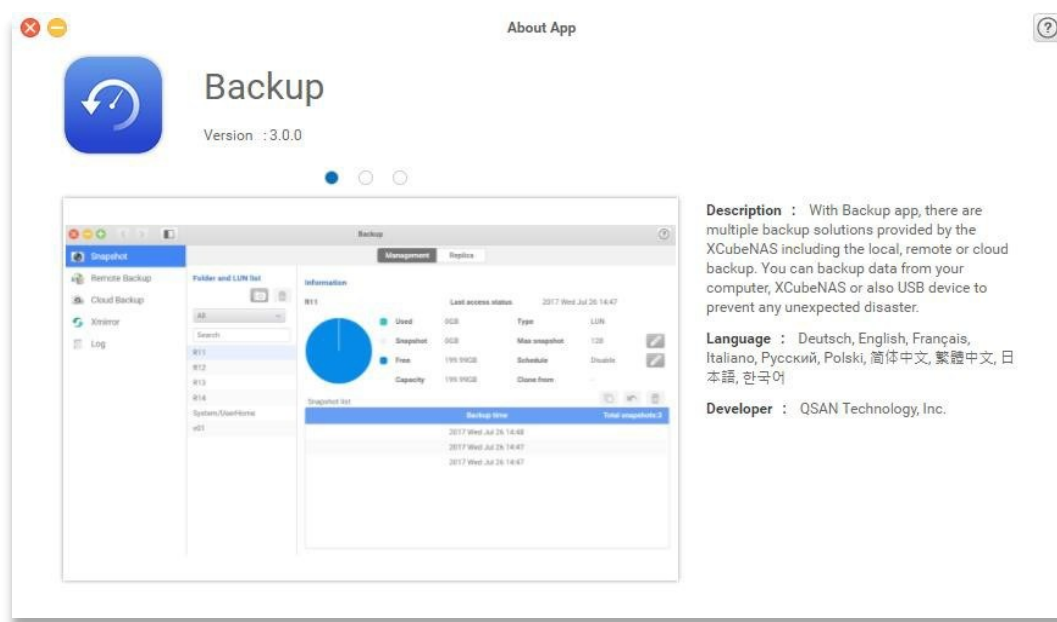 About App
Backup
Version : 3.0.0
Backup
Management Replica
Snapshot
Remote Backup
Cloud Backup
Xmirror
Log
Folder and LUN list
All
Search
R11
R12
R13
R14
System/UserHome
v01
Information
R11 Last access status 2017 Wed Jul 26 14:47
Used 0GB Type LUN
Snapshot 0GB Max snapshot 128
Free 199.99GB Schedule Disable
Capacity 199.99GB Clone from -
Snapshot list
Backup time Total snapshots:3
2017 Wed Jul 26 14:48
2017 Wed Jul 26 14:47
2017 Wed Jul 26 14:47
Description : With Backup app, there are
multiple backup solutions provided by the
XCubeNAS including the local, remote or cloud
backup. You can backup data from your
computer, XCubeNAS or also USB device to
prevent any unexpected disaster.
Language : Deutsch, English, Français,
Italiano, Русский, Polski, 简体中文, 繁體中文, 日
本語, 한국어
Developer : QSAN Technology, Inc.